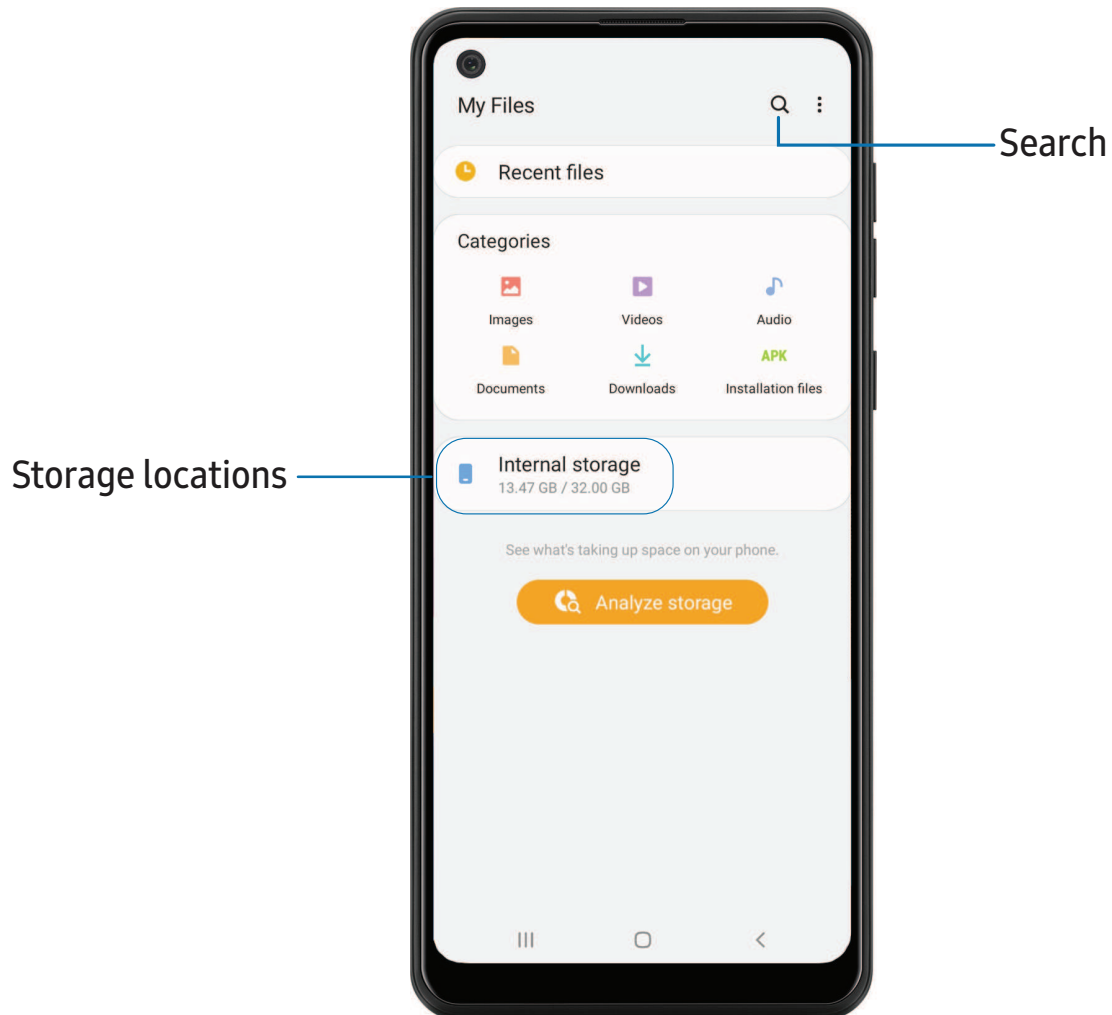 My Files
Search
Recent files
Categories
Images
Videos
Audio
APK
Documents
Downloads
Installation files
Storage locations
Internal storage
13.47 GB / 32.00 GB
See what's taking up space on your phone.
Analyze storage